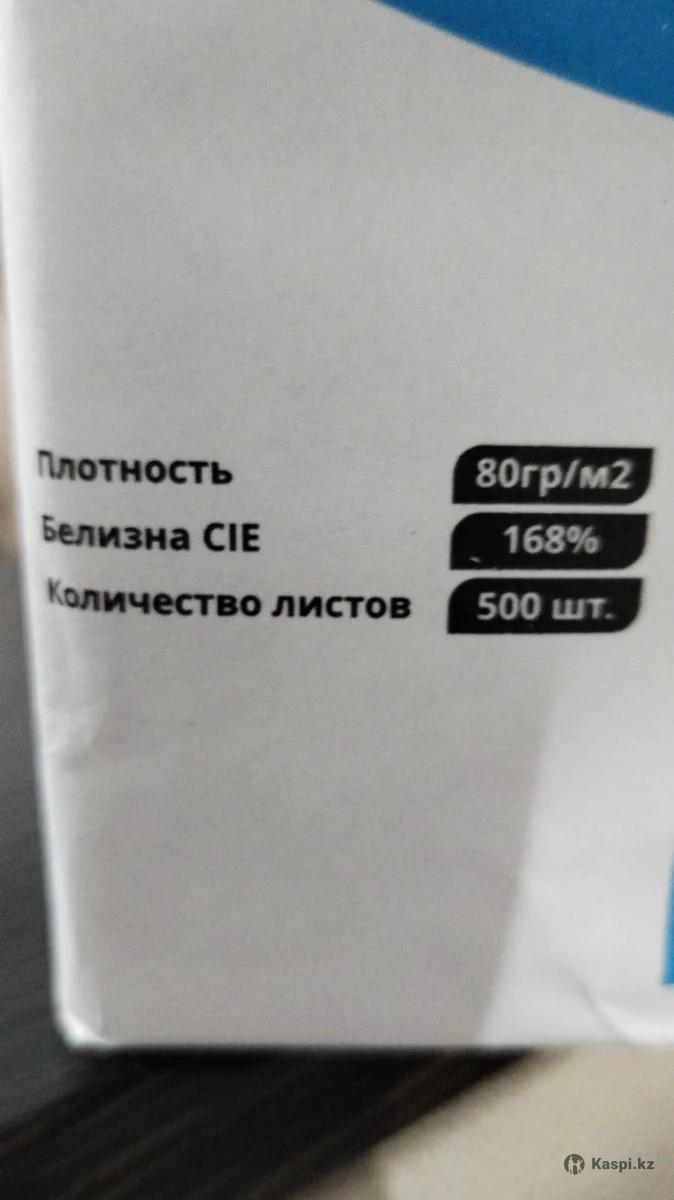 Плотность 80гр/м2
Белизна CIE 168%
Количество листов 500 шт.
Kaspi.kz